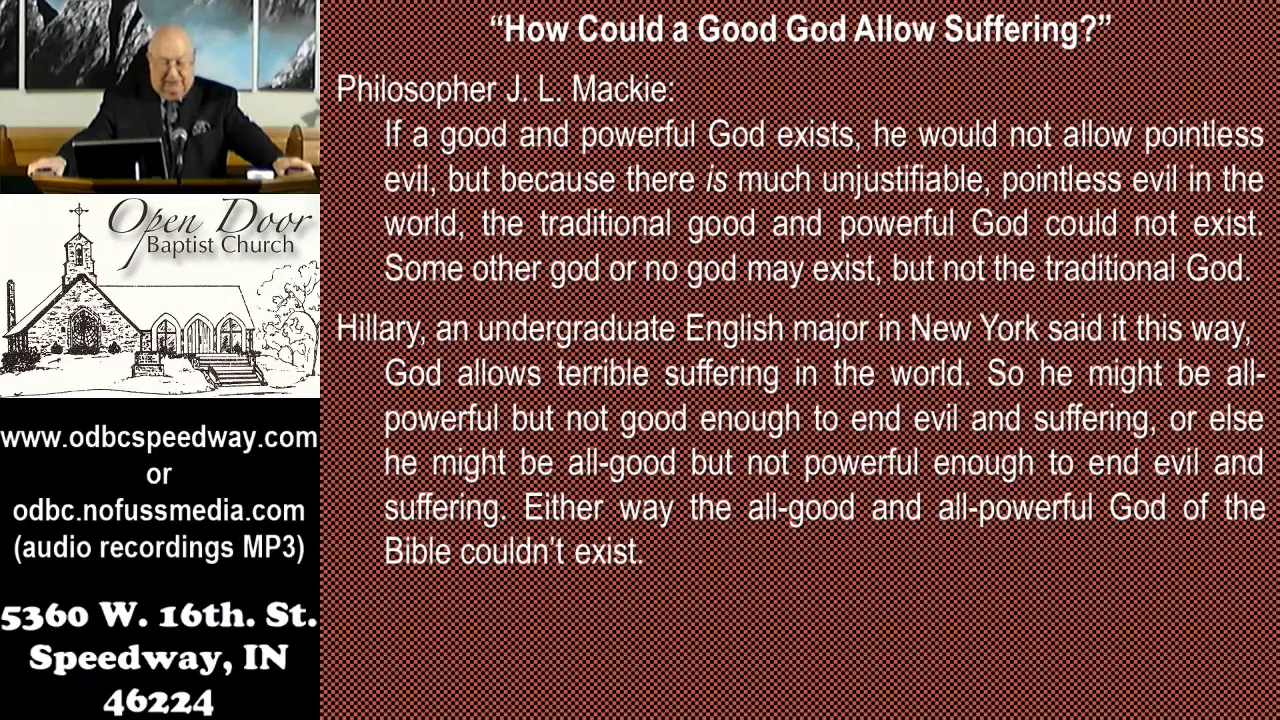 “How Could a Good God Allow Suffering?”
Philosopher J. L. Mackie:
If a good and powerful God exists, he would not allow pointless
evil, but because there is much unjustifiable, pointless evil in the
world, the traditional good and powerful God could not exist.
Some other god or no god may exist, but not the traditional God.
Hillary, an undergraduate English major in New York said it this way,
God allows terrible suffering in the world. So he might be all-
powerful but not good enough to end evil and suffering, or else
he might be all-good but not powerful enough to end evil and
suffering. Either way the all-good and all-powerful God of the
Bible couldn’t exist.
Open Door
Baptist Church
www.odbcspeedway.com
or
odbc.nofussmedia.com
(audio recordings MP3)
5360 W. 16th. St.
Speedway, IN
46224